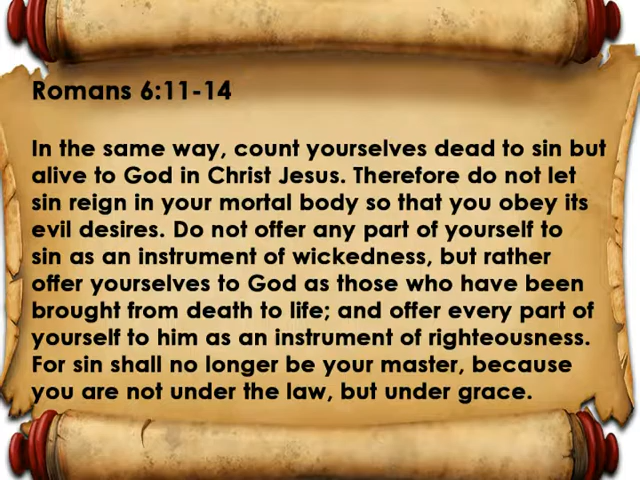 Romans 6:11-14
In the same way, count yourselves dead to sin but
alive to God in Christ Jesus. Therefore do not let
sin reign in your mortal body so that you obey its
evil desires. Do not offer any part of yourself to
sin as an instrument of wickedness, but rather
offer yourselves to God as those who have been
brought from death to life; and offer every part of
yourself to him as an instrument of righteousness.
For sin shall no longer be your master, because
you are not under the law, but under grace.